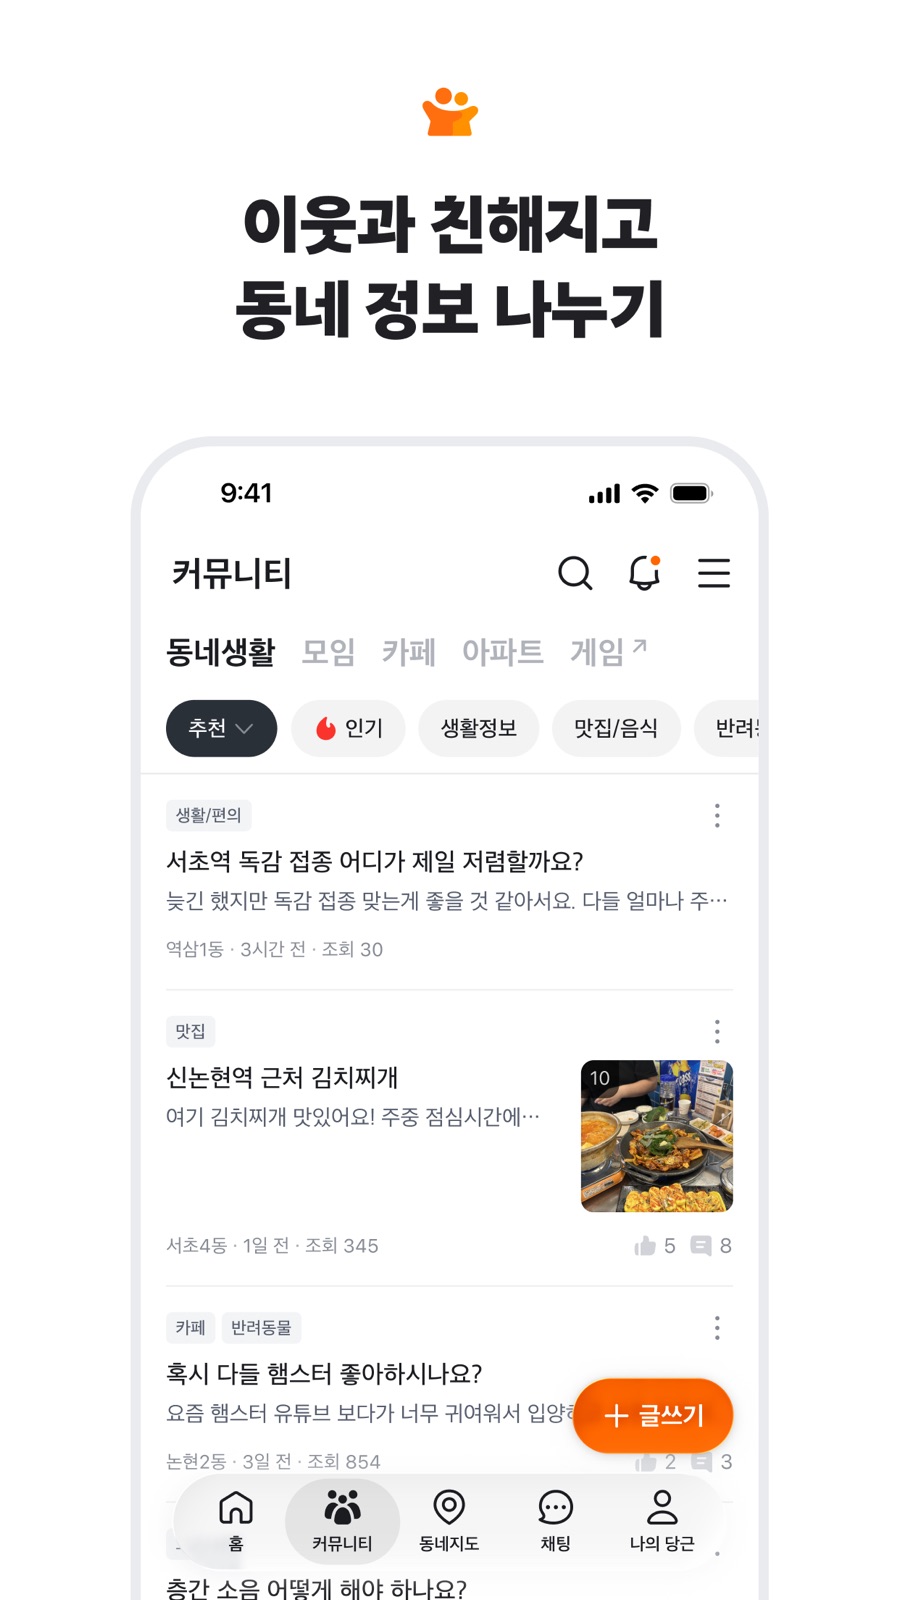 이웃과 친해지고
동네 정보 나누기
9:41
커뮤니티
동네생활 모임 카페 아파트 게임
추천 인기 생활정보 맛집/음식 반려
생활/편의
서초역 독감 접종 어디가 제일 저렴할까요?
늦긴 했지만 독감 접종 맞는게 좋을 것 같아서요. 다들 얼마나 주…
역삼1동 · 3시간 전 · 조회 30
맛집
신논현역 근처 김치찌개
여기 김치찌개 맛있어요! 주중 점심시간에…
10
서초4동 · 1일 전 · 조회 345 5 8
카페 반려동물
혹시 다들 햄스터 좋아하시나요?
요즘 햄스터 유튜브 보다가 너무 귀여워서 입양
글쓰기
논현2동 · 3일 전 · 조회 854 2 3
홈 커뮤니티 동네지도 채팅 나의 당근
층간 소음 어떻게 해야 하나요?